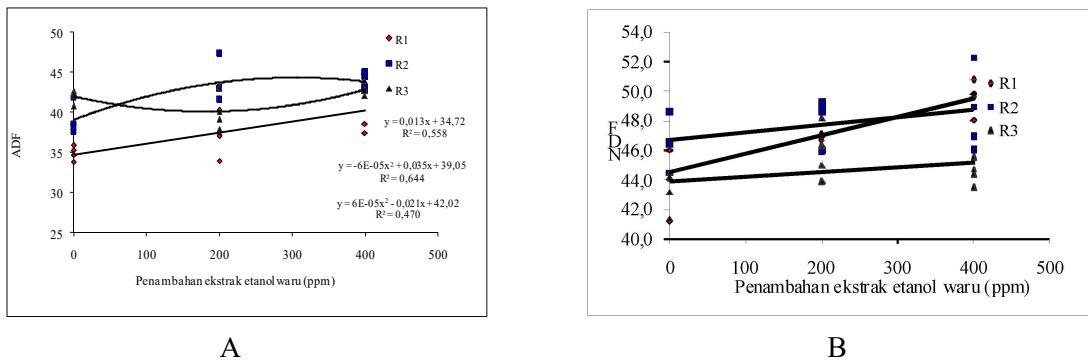 50
45
40
35
30
25
ADF
0
100
200
300
400
500
Penambahan ekstrak etanol waru (ppm)
R1
R2
R3
y = 0,013x + 34,72
R² = 0,558
y = -6E-05x² + 0,035x + 39,05
R² = 0,644
y = 6E-05x² - 0,021x + 42,02
R² = 0,470
A
54,0
52,0
50,0
48,0
46,0
44,0
42,0
40,0
NDF
0
100
200
300
400
500
Penambahan ekstrak etanol waru (ppm)
R1
R2
R3
B